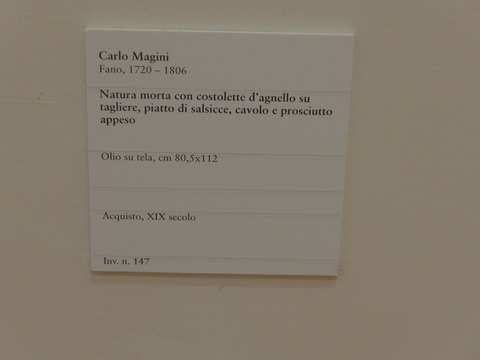 Carlo Magini
Fano, 1720 – 1806
Natura morta con costolette d'agnello su
tagliere, piatto di salsicce, cavolo e prosciutto
appeso
Olio su tela, cm 80,5x112
Acquisto, XIX secolo
Inv. n. 147